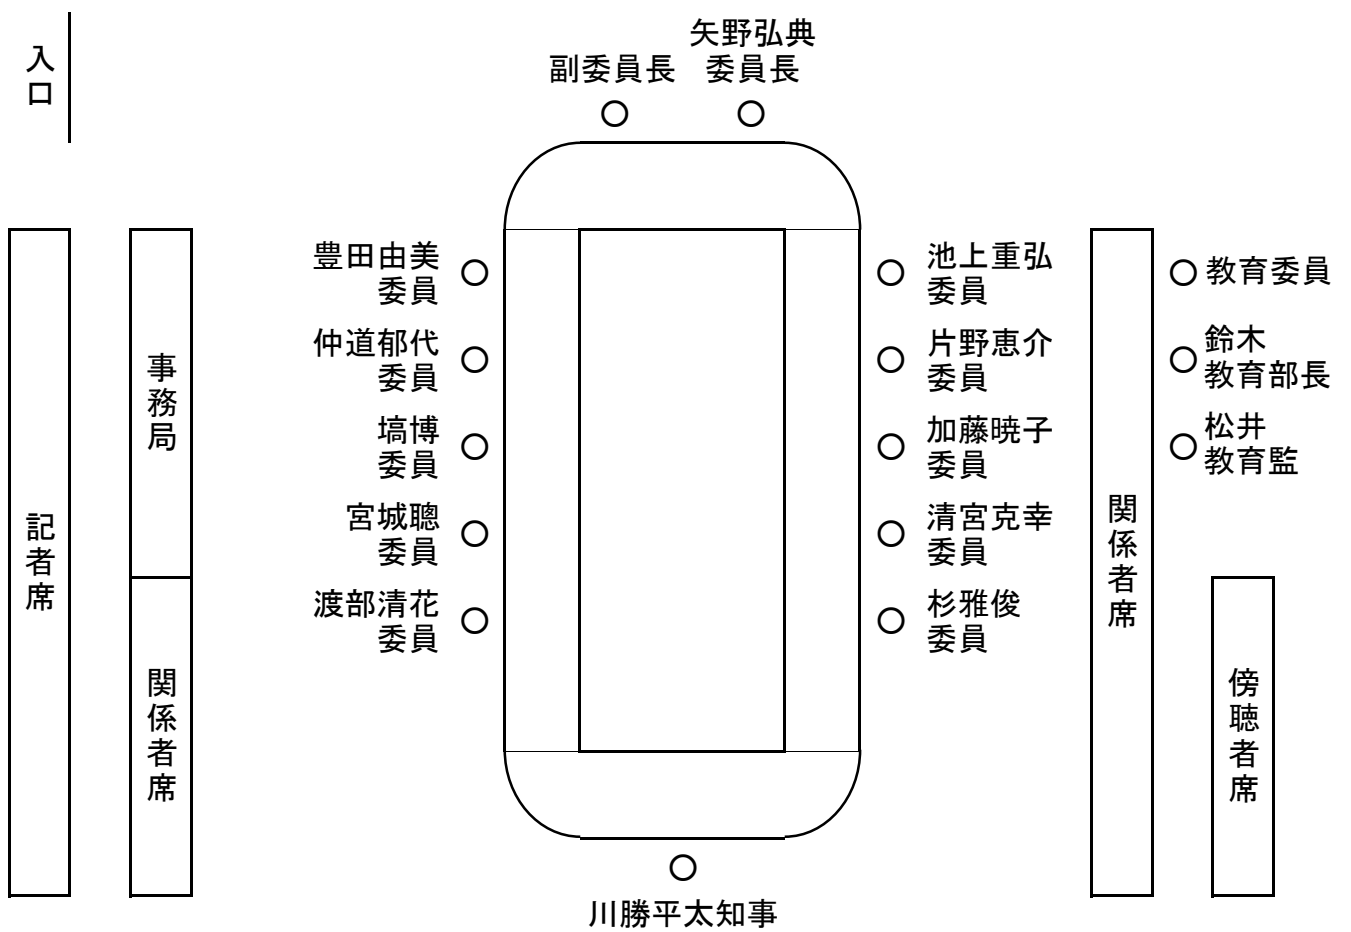 入口
矢野弘典
委員長
副委員長
豊田由美
委員
仲道郁代
委員
塙博
委員
宮城聰
委員
渡部清花
委員
池上重弘
委員
片野恵介
委員
加藤暁子
委員
清宮克幸
委員
杉雅俊
委員
教育委員
鈴木
教育部長
松井
教育監
記者席
事務局
関係者席
関係者席
傍聴者席
川勝平太知事